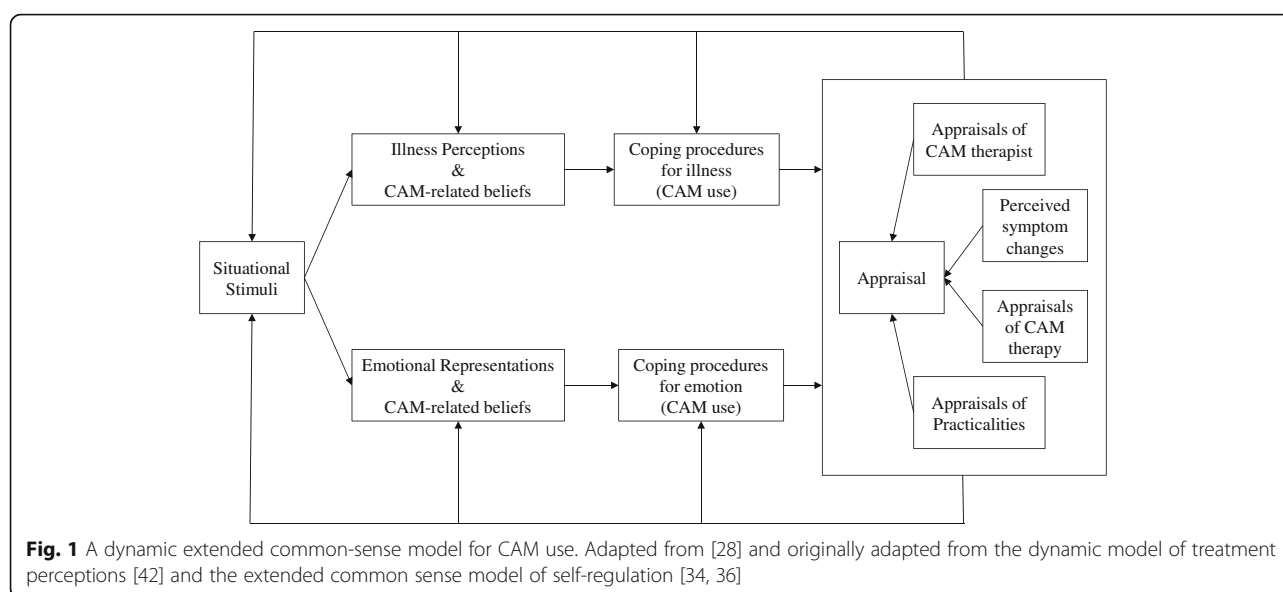 Situational
Stimuli
Illness Perceptions
&
CAM-related beliefs
Coping procedures
for illness
(CAM use)
Emotional Representations
&
CAM-related beliefs
Coping procedures
for emotion
(CAM use)
Appraisal
Appraisals of
CAM therapist
Perceived
symptom
changes
Appraisals
of CAM
therapy
Appraisals of
Practicalities
Fig. 1 A dynamic extended common-sense model for CAM use. Adapted from [28] and originally adapted from the dynamic model of treatment
perceptions [42] and the extended common sense model of self-regulation [34, 36]